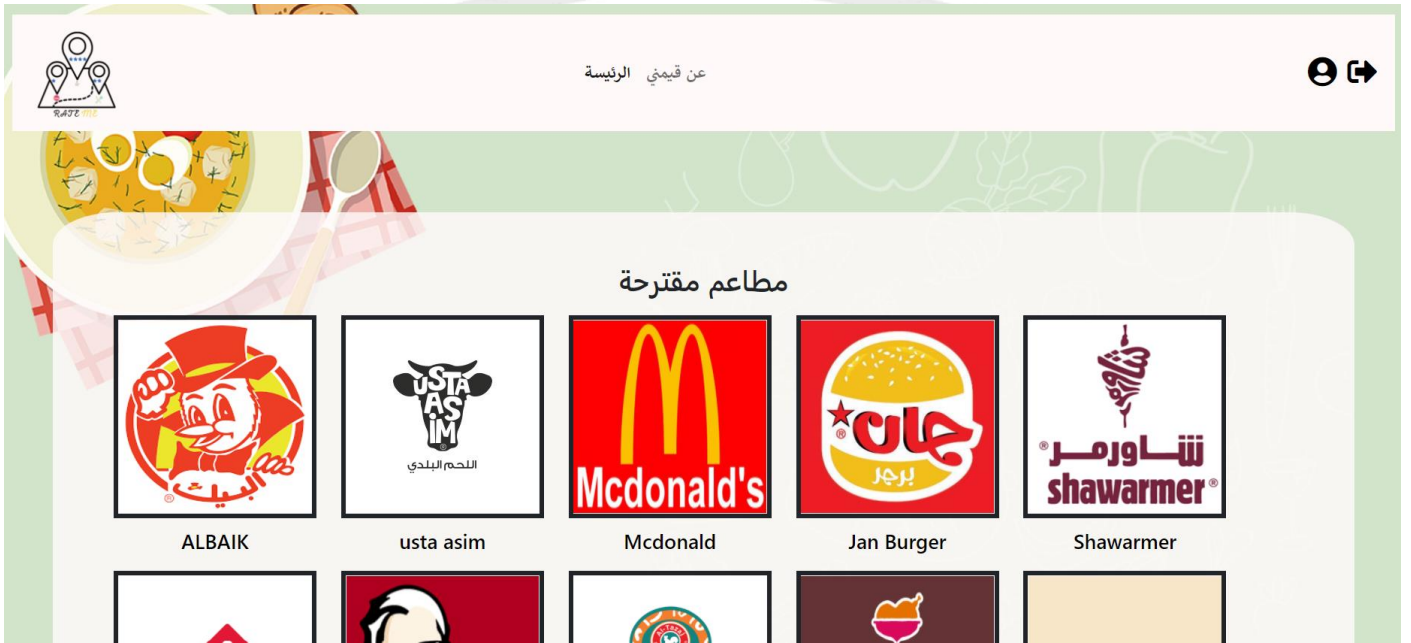 RATE ME
الرئيسة عن قيمني
مطاعم مقترحة
البيك
USTA
ASIM
اللحم البلدي
Mcdonald's
جان
برجر
شاورمر
shawarmer
ALBAIK
usta asim
Mcdonald
Jan Burger
Shawarmer